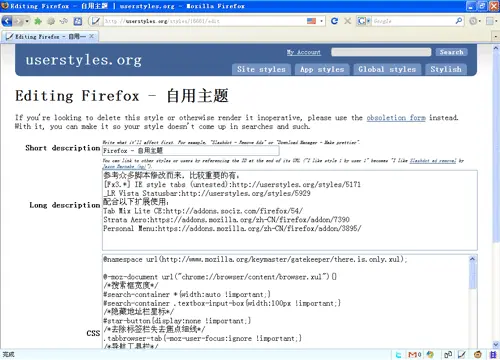 Editing Firefox - 自用主题 | userstyles.org - Mozilla Firefox
http://userstyles.org/styles/10001/edit
Google
Editing Firefox - 自用一
My Account
Search
userstyles.org
Site styles
App styles
Global styles
Stylish
Editing Firefox - 自用主题
If you're looking to delete this style or otherwise render it inoperative, please use the obsoletion form instead.
With it, you can make it so your style doesn't come up in searches and such.
Write what it'll affect first. For example, "Slashdot - Remove Ads" or "Download Manager - Make prettier".
Short description
Firefox - 自用主题
You can link other styles or users by referencing the ID at the end of its URL ("I like style 1 by user 1" becomes "I like Slashdot ad removal by
参考众多脚本修改而来，比较重要的有：
[Fx3.*] IE style tabs (untested):http://userstyles.org/styles/5171
_LR Vista Statusbar:http://userstyles.org/styles/5929
配合以下扩展使用：
Long description
Tab Mix Lite CE:http://addons.mociz.com/firefox/54/
Strata Aero:https://addons.mozilla.org/zh-CN/firefox/addon/7390
Personal Menu:https://addons.mozilla.org/zh-CN/firefox/addon/3895/
@namespace url(http://www.mozilla.org/keymaster/gatekeeper/there.is.only.xul);
@-moz-document url("chrome://browser/content/browser.xul"){}
/*搜索框宽度*/
#search-container *{width:auto !important;}
#search-container .textbox-input-box{width:100px !important;}
/*隐藏地址栏星标*/
#star-button{display:none !important;}
/*去除标签栏失去焦点细线*/
CSS
.tabbrowser-tab{-moz-user-focus:ignore !important;}
/*导航工具栏*/
完成
0